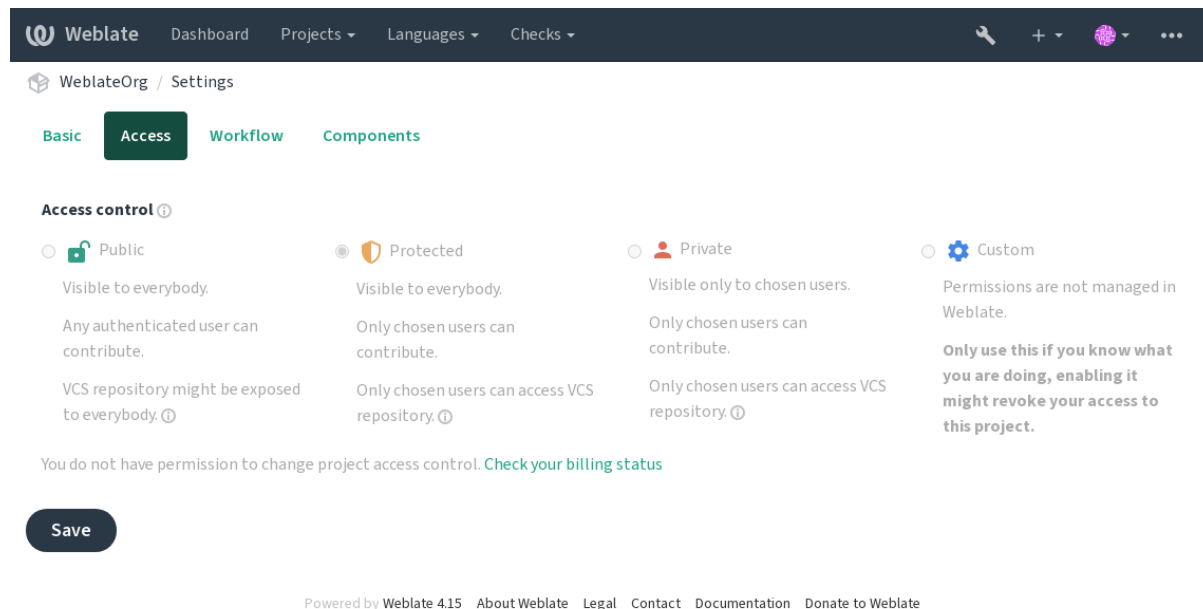 Weblate Dashboard Projects Languages Checks
WeblateOrg / Settings
Basic Access Workflow Components
Access control
Public
Visible to everybody.
Any authenticated user can
contribute.
VCS repository might be exposed
to everybody.
Protected
Visible to everybody.
Only chosen users can
contribute.
Only chosen users can access VCS
repository.
Private
Visible only to chosen users.
Only chosen users can
contribute.
Only chosen users can access VCS
repository.
Custom
Permissions are not managed in
Weblate.
Only use this if you know what
you are doing, enabling it
might revoke your access to
this project.
You do not have permission to change project access control. Check your billing status
Save
Powered by Weblate 4.15 About Weblate Legal Contact Documentation Donate to Weblate